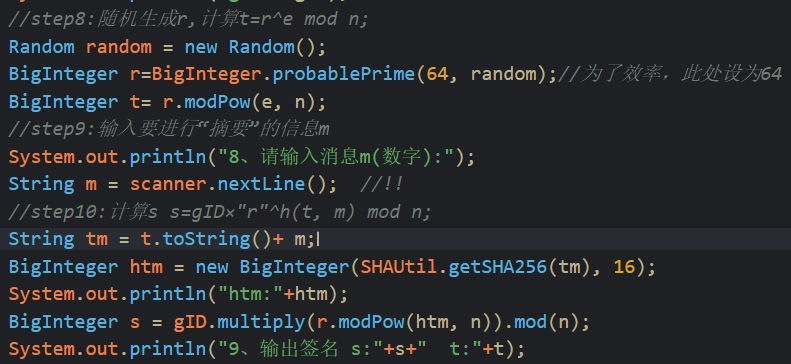 //step8:随机生成r,计算t=r^e mod n;
Random random = new Random();
BigInteger r=BigInteger.probablePrime(64, random);//为了效率，此处设为64
BigInteger t= r.modPow(e, n);
//step9:输入要进行“摘要”的信息m
System.out.println("8、请输入消息m(数字):");
String m = scanner.nextLine();  //!!
//step10:计算s s=gID×"r"^h(t, m) mod n;
String tm = t.toString()+ m;
BigInteger htm = new BigInteger(SHAUtil.getSHA256(tm), 16);
System.out.println("htm:"+htm);
BigInteger s = gID.multiply(r.modPow(htm, n)).mod(n);
System.out.println("9、输出签名 s:"+s+"  t:"+t);